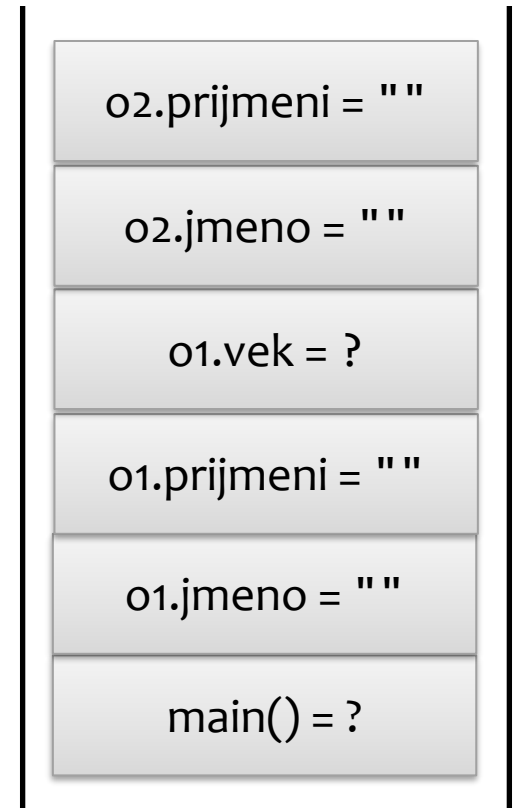 o2.prijmeni = " "
o2.jmeno = " "
o1.vek = ?
o1.prijmeni = " "
o1.jmeno = " "
main() = ?